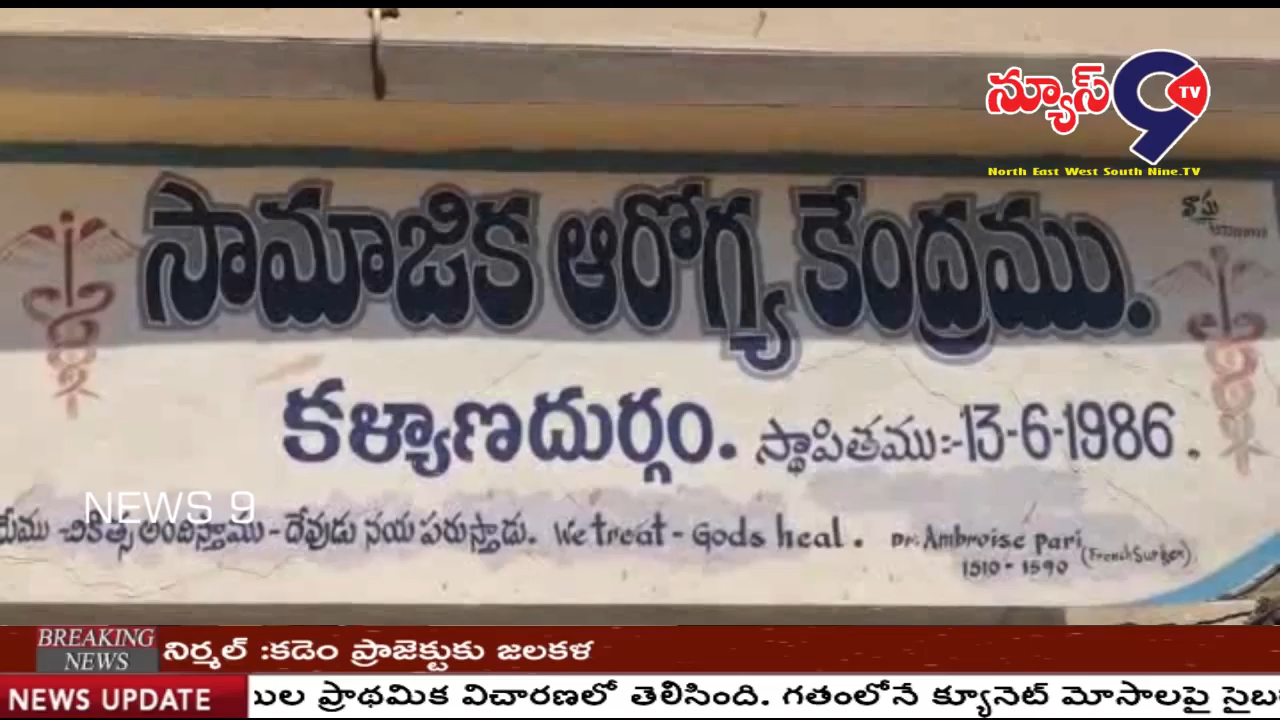 న్యూస్ 9 TV
North East West South Nine.TV
సామాజిక ఆరోగ్య కేంద్రము.
కళ్యాణదుర్గం. స్థాపితము:-13-6-1986.
NEWS 9
మేము చికిత్స అందిస్తాము - దేవుడు నయ పరుస్తాడు. We treat - Gods heal. Dr. Ambroise pari (French Surgeon)
1510 - 1590
BREAKING NEWS నిర్మల్ :కడెం ప్రాజెక్టుకు జలకళ
NEWS UPDATE ప్రాథమిక విచారణలో తెలిసింది. గతంలోనే క్యూనెట్ మోసాలపై